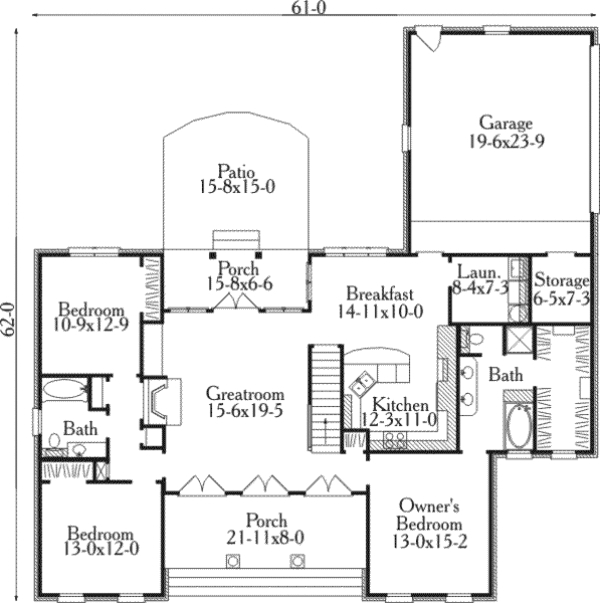 61-0
62-0
Garage
19-6x23-9
Patio
15-8x15-0
Porch
15-8x6-6
Laun.
8-4x7-3
Storage
6-5x7-3
Bedroom
10-9x12-9
Breakfast
14-11x10-0
Greatroom
15-6x19-5
Bath
Kitchen
12-3x11-0
Bath
Bedroom
13-0x12-0
Porch
21-11x8-0
Owner's
Bedroom
13-0x15-2